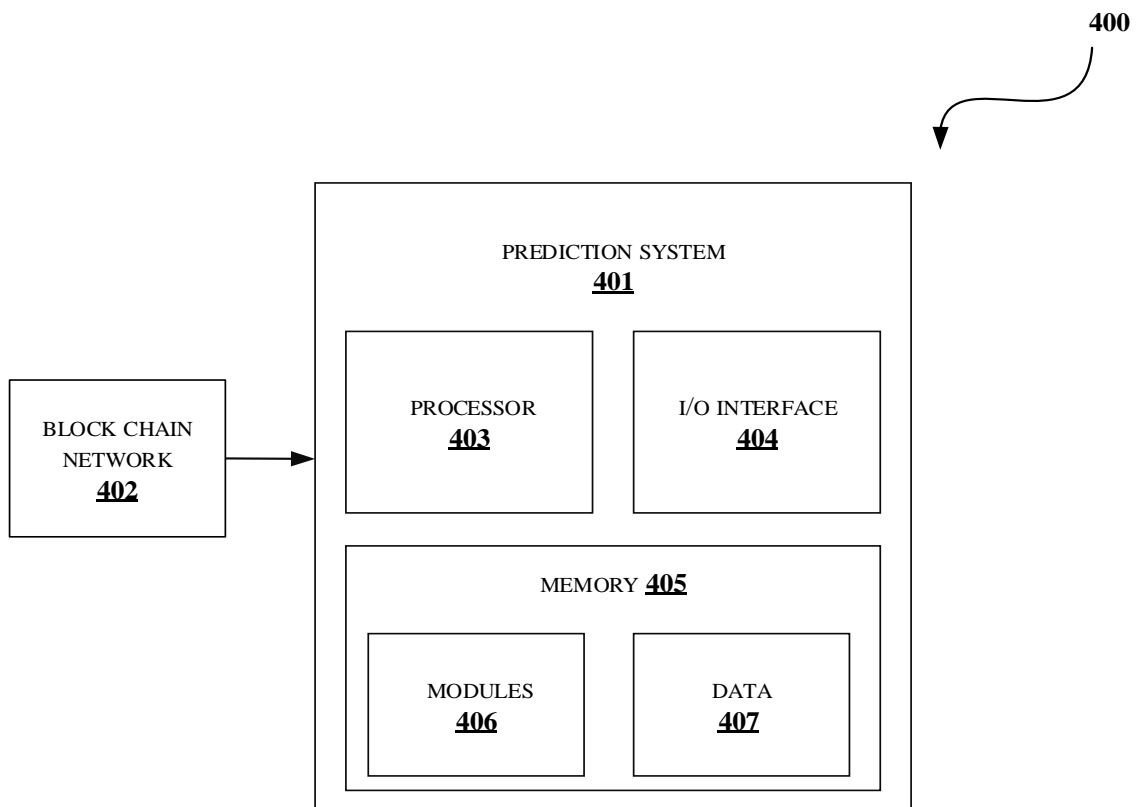 400
PREDICTION SYSTEM
401
PROCESSOR
403
I/O INTERFACE
404
BLOCK CHAIN
NETWORK
402
MEMORY 405
MODULES
406
DATA
407